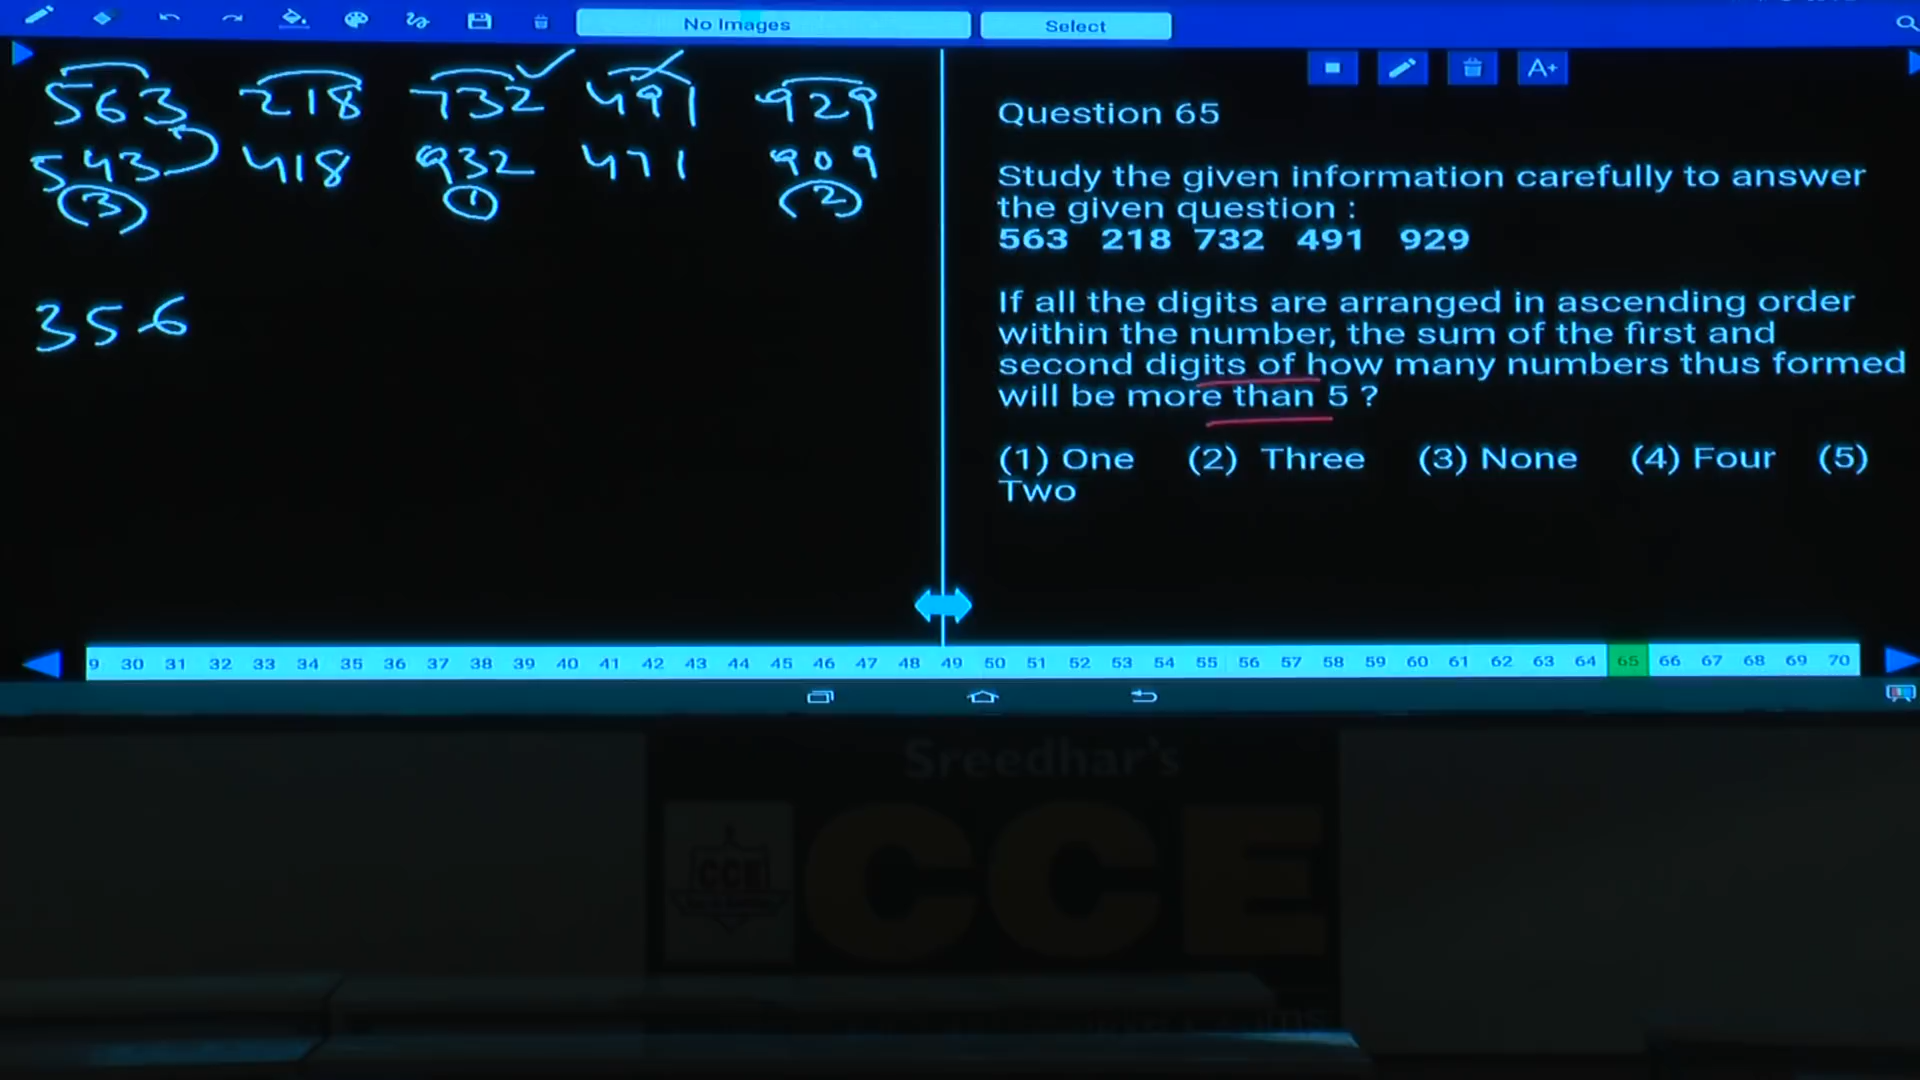 No Images
Select
A+
563 218 732 491 929
543 418 932 471 909
(3) 1 (2)
356
Question 65
Study the given information carefully to answer
the given question :
563 218 732 491 929
If all the digits are arranged in ascending order
within the number, the sum of the first and
second digits of how many numbers thus formed
will be more than 5 ?
(1) One (2) Three (3) None (4) Four (5)
Two
9 30 31 32 33 34 35 36 37 38 39 40 41 42 43 44 45 46 47 48 49 50 51 52 53 54 55 56 57 58 59 60 61 62 63 64 65 66 67 68 69 70
Sreedhar's
CCE
CCE